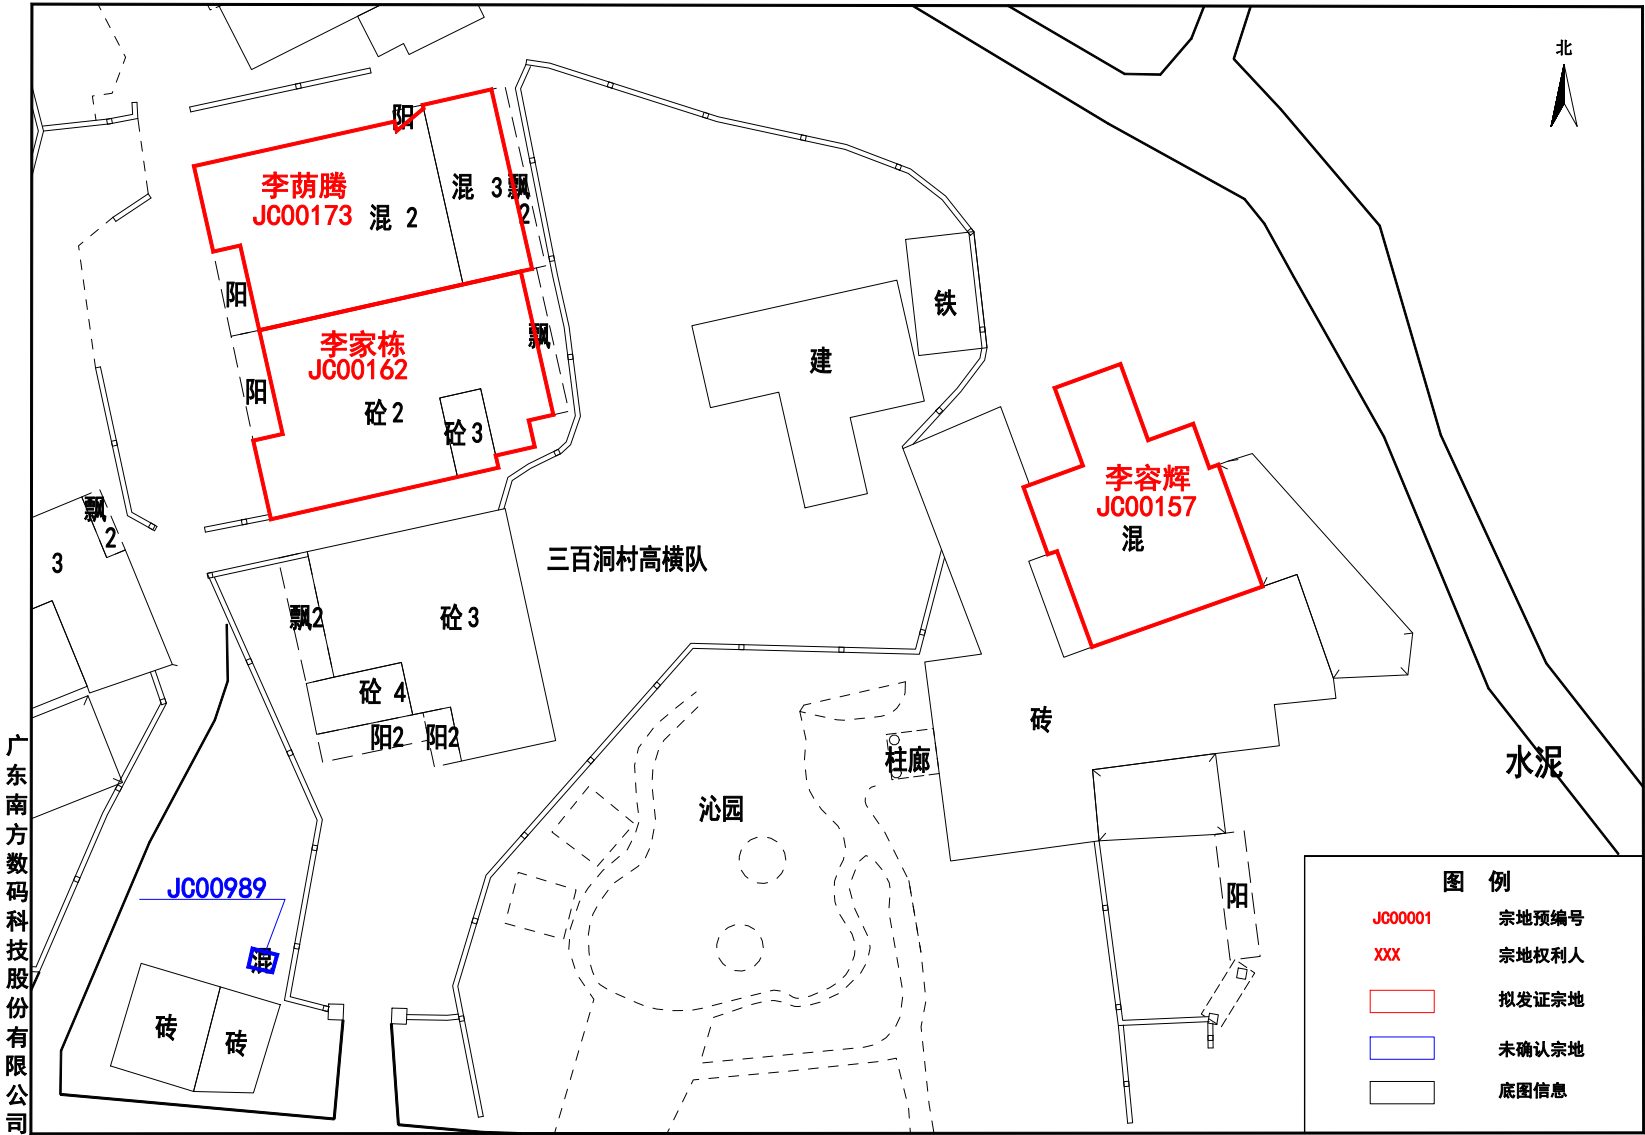 北
阳
李荫腾
JC00173
混 2
混 3
飘
2
阳
李家栋
JC00162
阳
飘
砼2
砼3
铁
建
李容辉
JC00157
混
飘
2
3
三百洞村高横队
飘2
砼3
砼 4
阳2
阳2
砖
柱廊
水泥
沁园
JC00989
混
砖
砖
阳
广东南方数码科技股份有限公司
图 例
JC00001 宗地预编号
XXX 宗地权利人
拟发证宗地
未确认宗地
底图信息